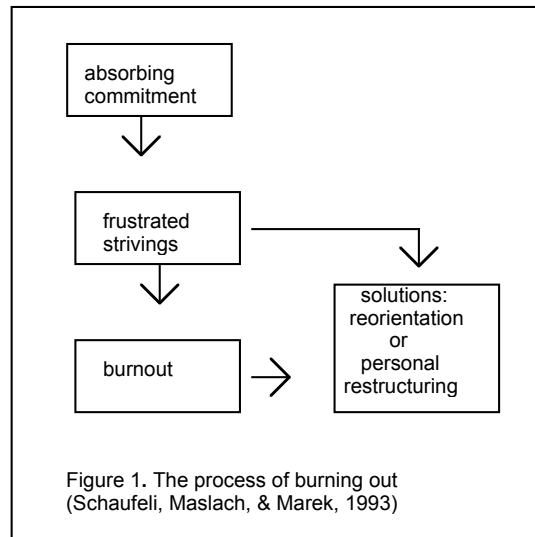 absorbing
commitment
frustrated
strivings
solutions:
reorientation
or
personal
restructuring
burnout
Figure 1. The process of burning out
(Schaufeli, Maslach, & Marek, 1993)